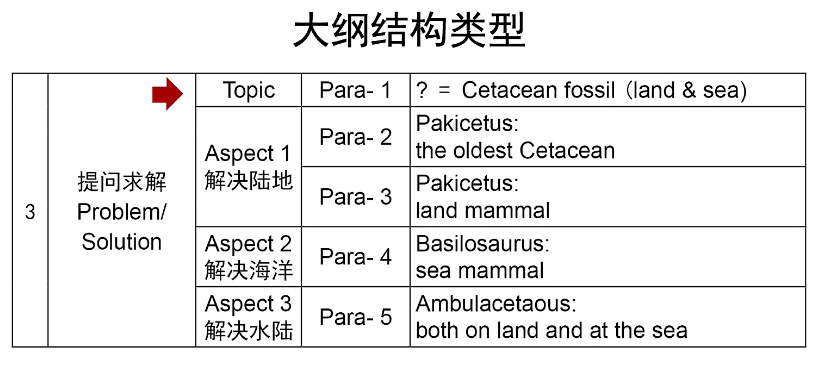 大纲结构类型
3
提问求解
Problem/
Solution
Topic
Para- 1
? = Cetacean fossil (land & sea)
Aspect 1
解决陆地
Para- 2
Pakicetus:
the oldest Cetacean
Para- 3
Pakicetus:
land mammal
Aspect 2
解决海洋
Para- 4
Basilosaurus:
sea mammal
Aspect 3
解决水陆
Para- 5
Ambulacetaous:
both on land and at the sea